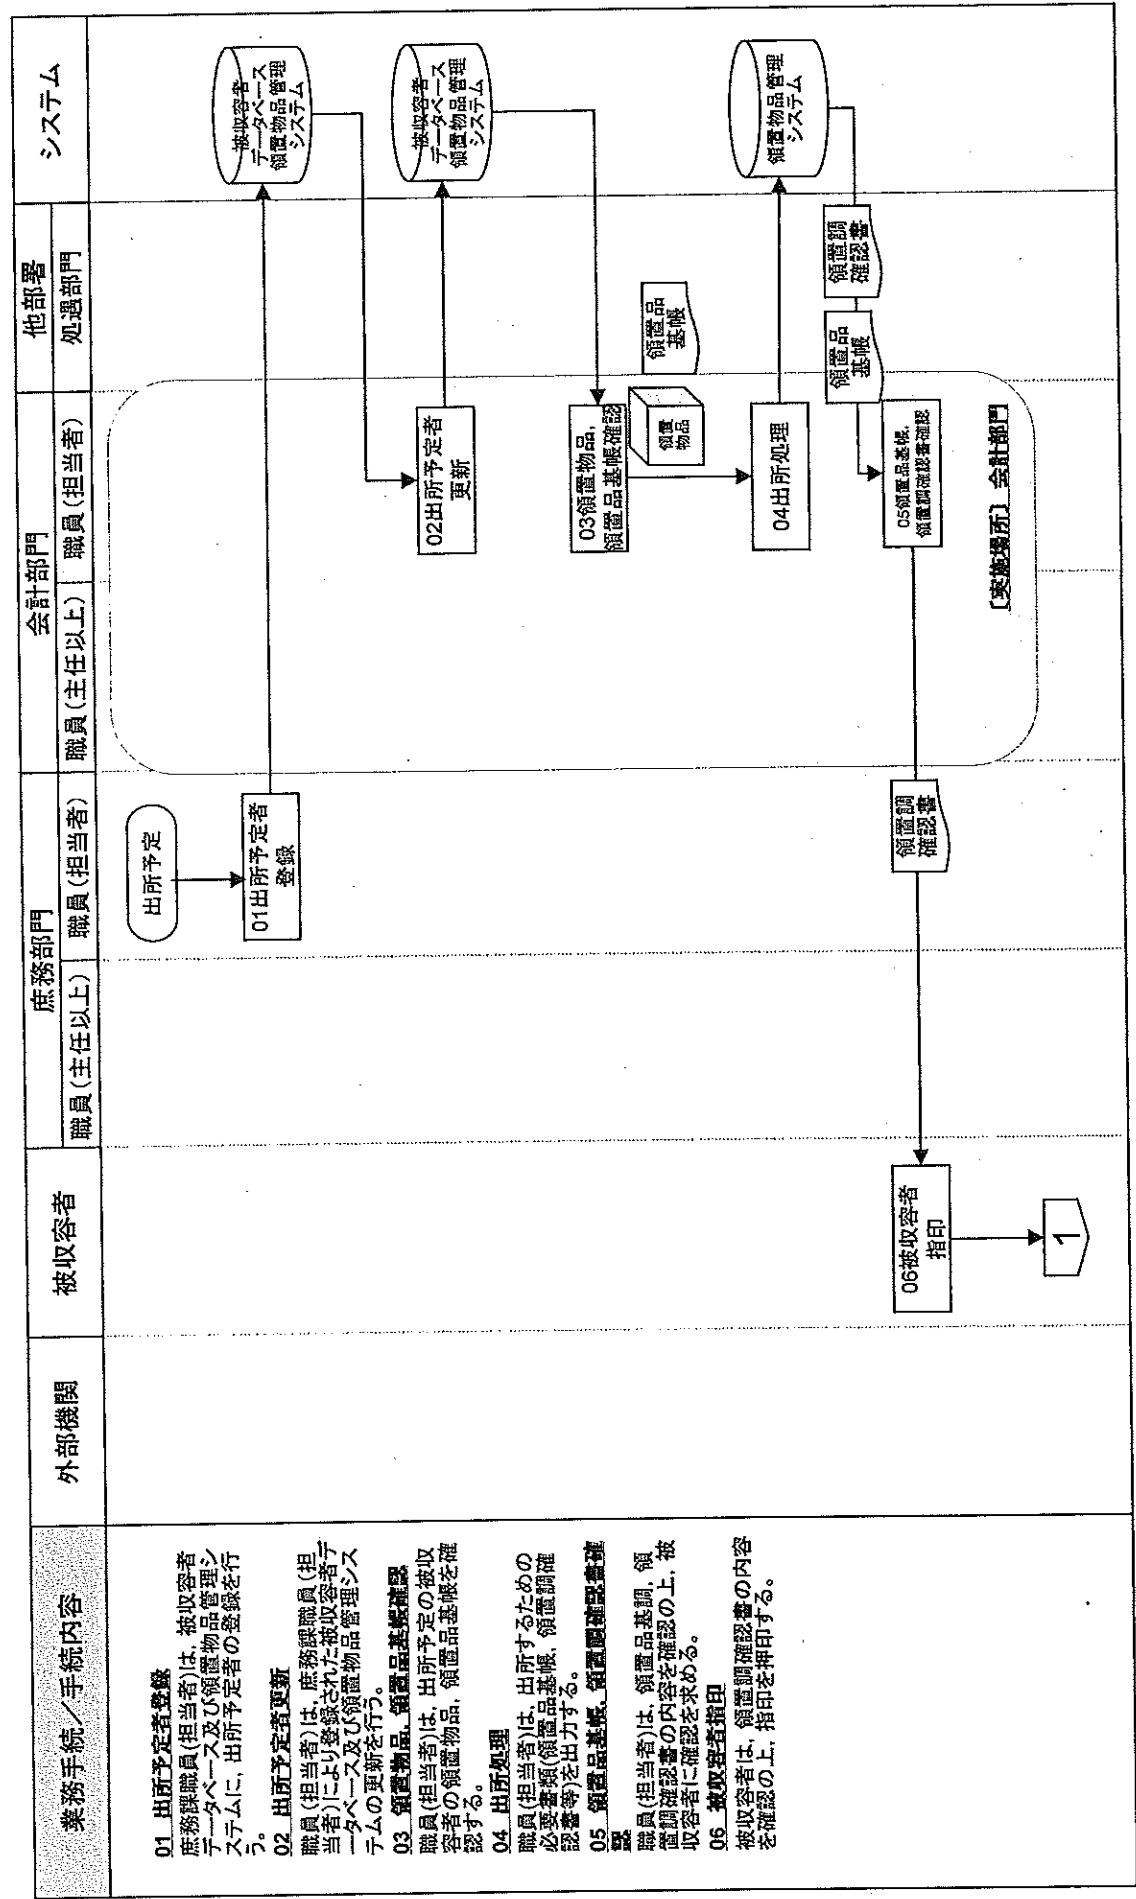 業務手続／手続内容
外部機関
被収容者
庶務部門
職員（主任以上）
職員（担当者）
会計部門
職員（主任以上）
職員（担当者）
他部署
処遇部門
システム
01 出所予定者登録
庶務課職員(担当者)は，被収容者
データベース及び領置物品管理シ
ステムに，出所予定者の登録を行
う。
02 出所予定者更新
職員(担当者)は，庶務課職員(担
当者)により登録された被収容者デ
ータベース及び領置物品管理シス
テムの更新を行う。
03 領置物品，領置品基帳確認
職員(担当者)は，出所予定の被収
容者の領置物品，領置品基帳を確
認する。
04 出所処理
職員(担当者)は，出所するための
必要書類(領置品基帳，領置調確
認書等)を出力する。
05 領置品基帳，領置調確認書確
認
職員(担当者)は，領置品基調，領
置調確認書の内容を確認の上，被
収容者に確認を求める。
06 被収容者指印
被収容者は，領置調確認書の内容
を確認の上，指印を押印する。
出所予定
01出所予定者
登録
被収容者
データベース
領置物品管理
システム
02出所予定者
更新
被収容者
データベース
領置物品管理
システム
03領置物品，
領置品基帳確認
領置
物品
領置品
基帳
04出所処理
領置物品管理
システム
領置調
確認書
領置品
基帳
05領置品基帳，
領置調確認書確認
領置調
確認書
06被収容者
指印
1
〔実施場所〕 会計部門